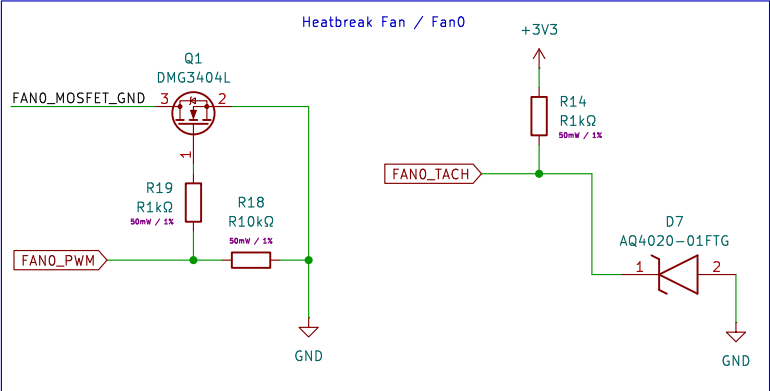 Heatbreak Fan / Fan0
+3V3
Q1
DMG3404L
FAN0_MOSFET_GND
3
2
1
R14
R1kΩ
50mW / 1%
FAN0_TACH
R19
R1kΩ
50mW / 1%
R18
R10kΩ
50mW / 1%
D7
AQ4020-01FTG
1
2
FAN0_PWM
GND
GND